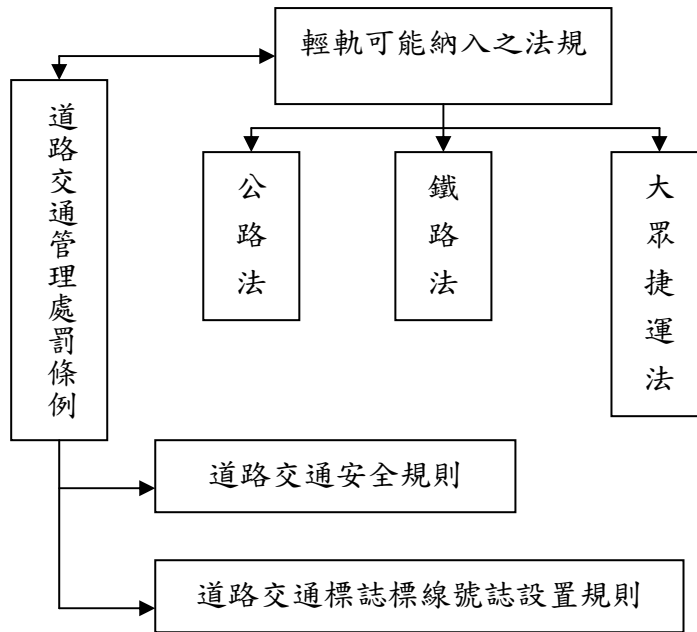 輕軌可能納入之法規
道路交通管理處罰條例
公路法
鐵路法
大眾捷運法
道路交通安全規則
道路交通標誌標線號誌設置規則